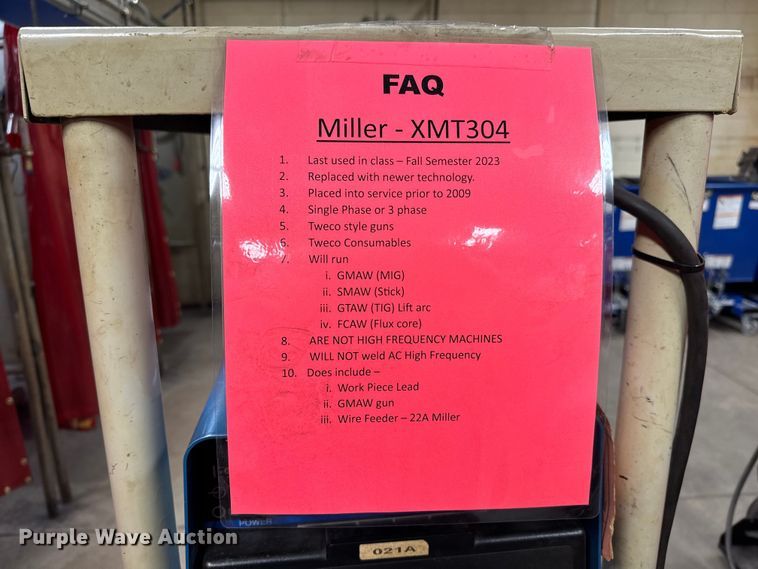 FAQ
Miller - XMT304
1. Last used in class – Fall Semester 2023
2. Replaced with newer technology.
3. Placed into service prior to 2009
4. Single Phase or 3 phase
5. Tweco style guns
6. Tweco Consumables
7. Will run
i. GMAW (MIG)
ii. SMAW (Stick)
iii. GTAW (TIG) Lift arc
iv. FCAW (Flux core)
8. ARE NOT HIGH FREQUENCY MACHINES
9. WILL NOT weld AC High Frequency
10. Does include –
i. Work Piece Lead
ii. GMAW gun
iii. Wire Feeder – 22A Miller
POWER
021A
Purple Wave Auction